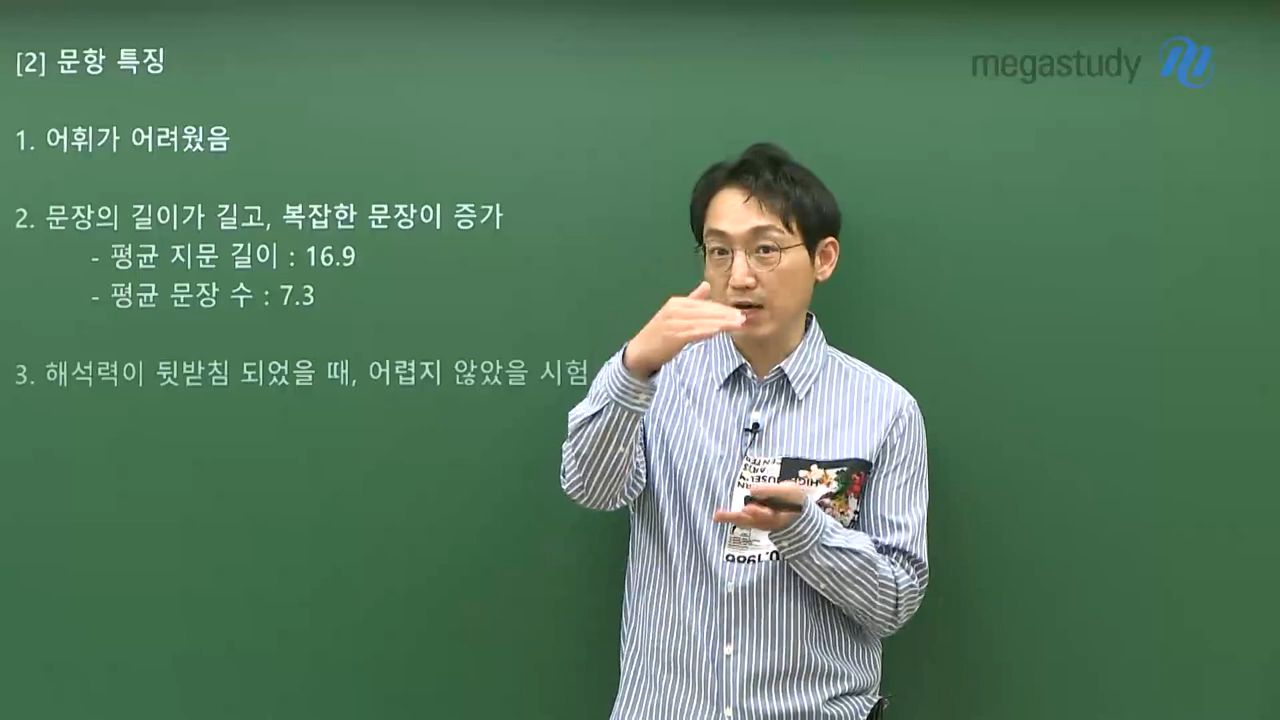 [2] 문항 특징
megastudy
1. 어휘가 어려웠음
2. 문장의 길이가 길고, 복잡한 문장이 증가
- 평균 지문 길이 : 16.9
- 평균 문장 수 : 7.3
3. 해석력이 뒷받침 되었을 때, 어렵지 않았을 시험